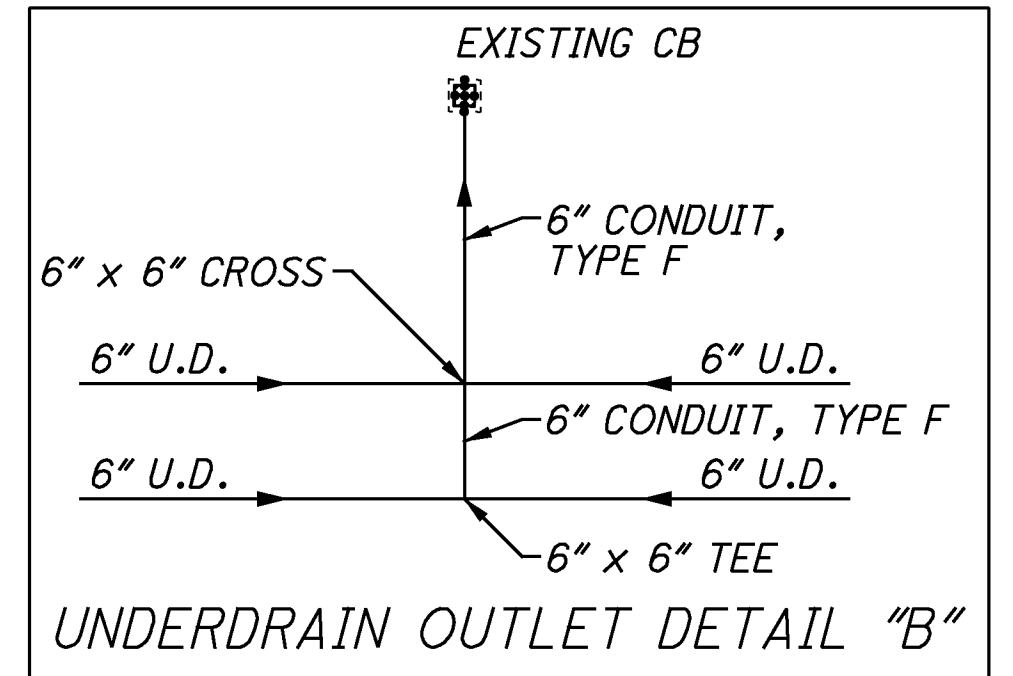 EXISTING CB
6" CONDUIT,
TYPE F
6" x 6" CROSS
6" U.D.
6" U.D.
6" CONDUIT, TYPE F
6" U.D.
6" U.D.
6" x 6" TEE
UNDERDRAIN OUTLET DETAIL "B"